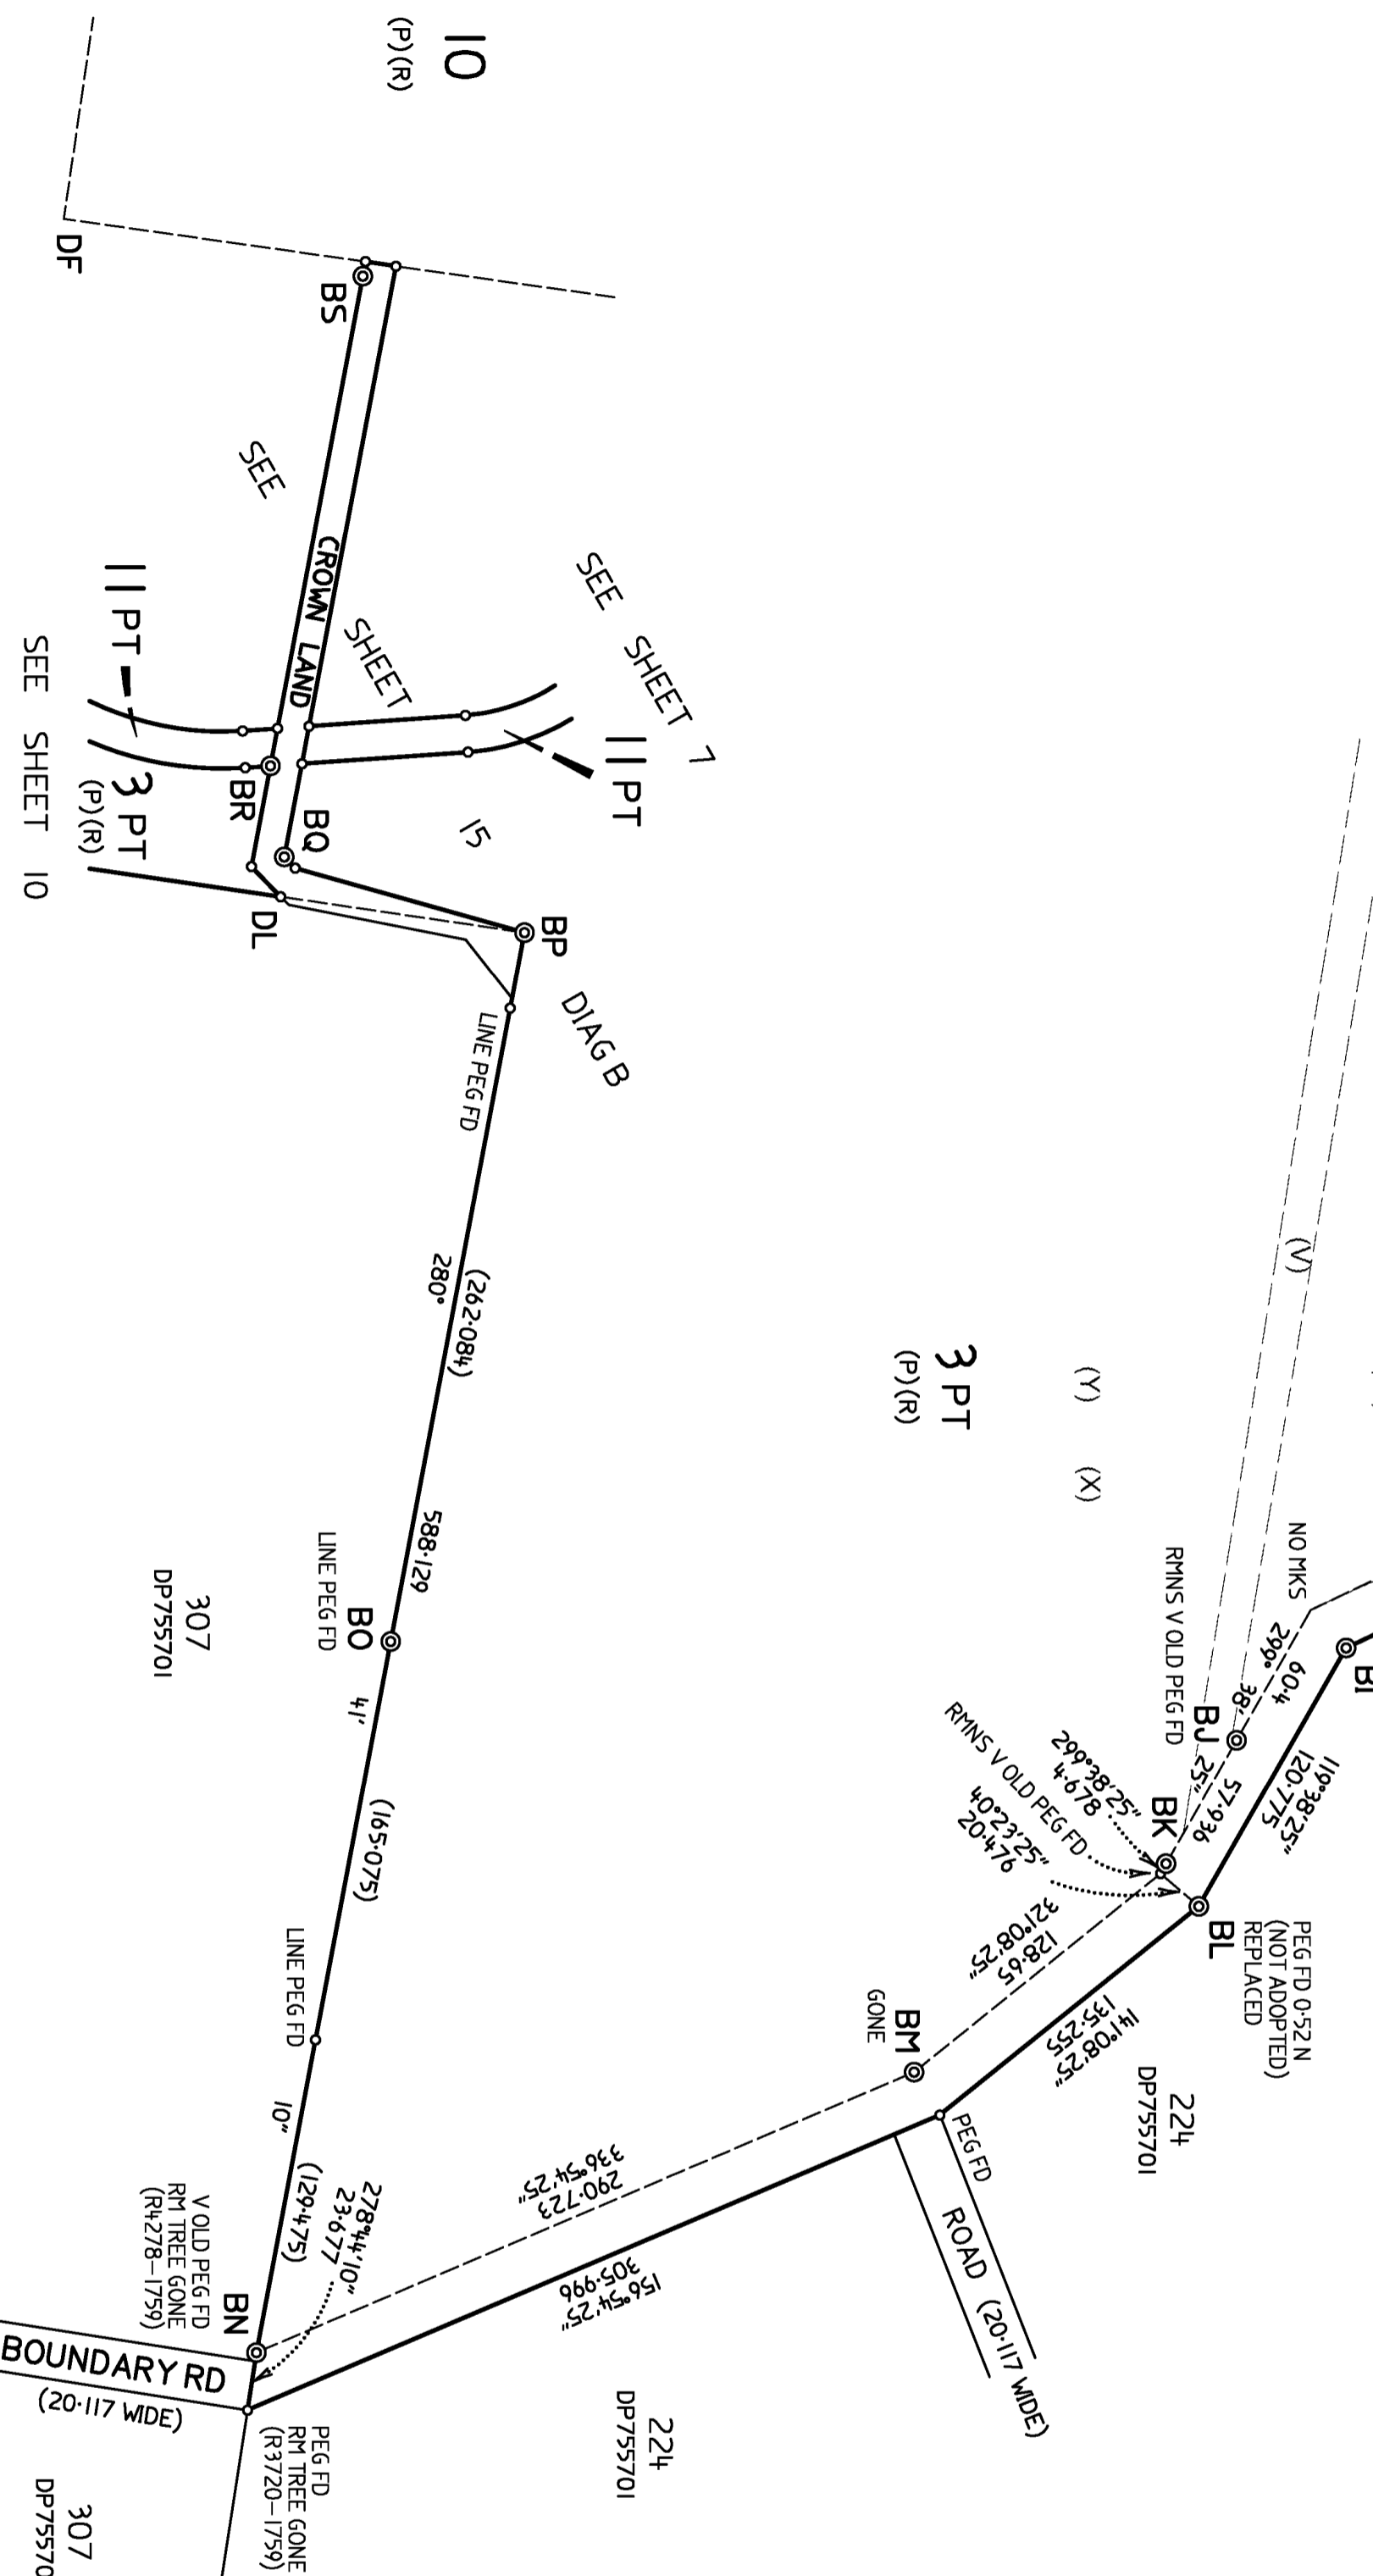 10
(P)(R)
DF
BS
SEE
SHEET
CROWN LAND
SEE SHEET 7
11 PT
11 PT
SEE SHEET 10
3 PT
(P)(R)
BR
BQ
15
DL
BP
DIAG B
LINE PEG FD
(262·084)
280°
588·129
BO
LINE PEG FD
41'
307
DP755701
(165·075)
LINE PEG FD
10"
(129·475)
278°44'10"
23·677
V OLD PEG FD
RM TREE GONE
(R4278-1759)
BN
BOUNDARY RD
(20·117 WIDE)
PEG FD
RM TREE GONE
(R3720-1759)
307
DP75570
(V)
3 PT
(P)(R)
(Y) (X)
NO MKS
RMNS V OLD PEG FD
299°
60·4
38'
BI
BJ
25"
57·936
119°38'25"
120·775
BK
299°38'25"
4·678
RMNS V OLD PEG FD
40°23'25"
20·476
BL
PEG FD 0·52 N
(NOT ADOPTED)
REPLACED
321°08'25"
128·65
141°08'25"
135·255
BM
GONE
224
DP755701
PEG FD
ROAD (20·117 WIDE)
336°54'25"
290·723
156°54'25"
305·996
224
DP755701